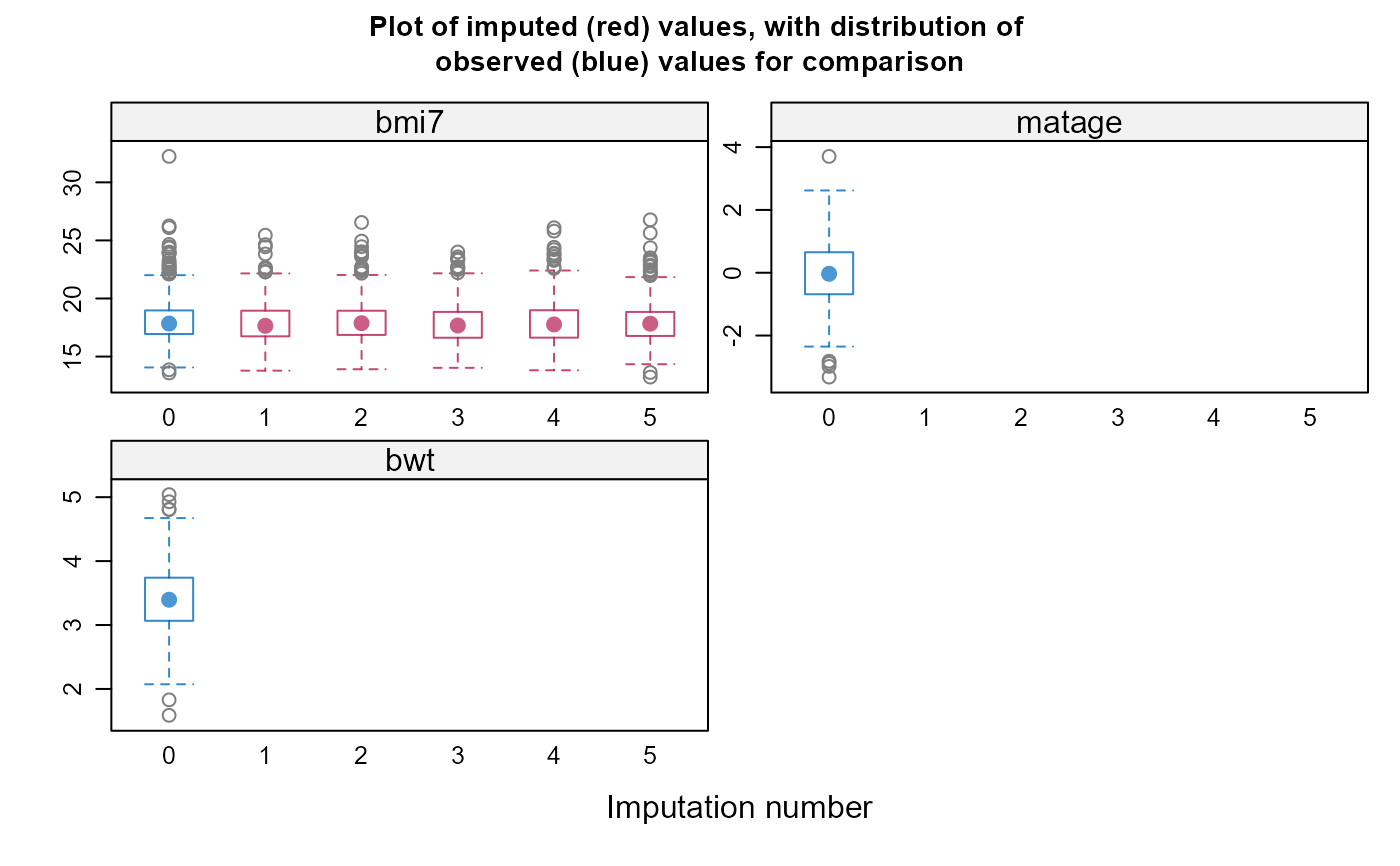 Plot of imputed (red) values, with distribution of
observed (blue) values for comparison
bmi7
30
25
20
15
0 1 2 3 4 5
matage
4
2
0
-2
0 1 2 3 4 5
bwt
5
4
3
2
0 1 2 3 4 5
Imputation number